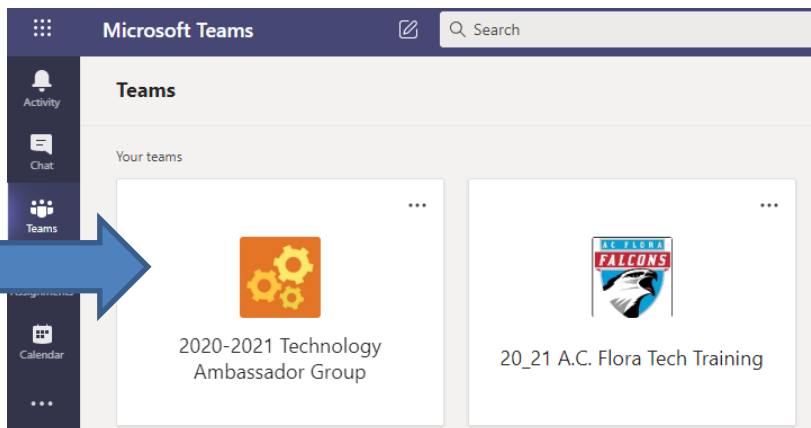 Microsoft Teams
Search
Activity
Chat
Teams
Assignments
Calendar
Teams
Your teams
2020-2021 Technology
Ambassador Group
AC FLORA
FALCONS
20_21 A.C. Flora Tech Training